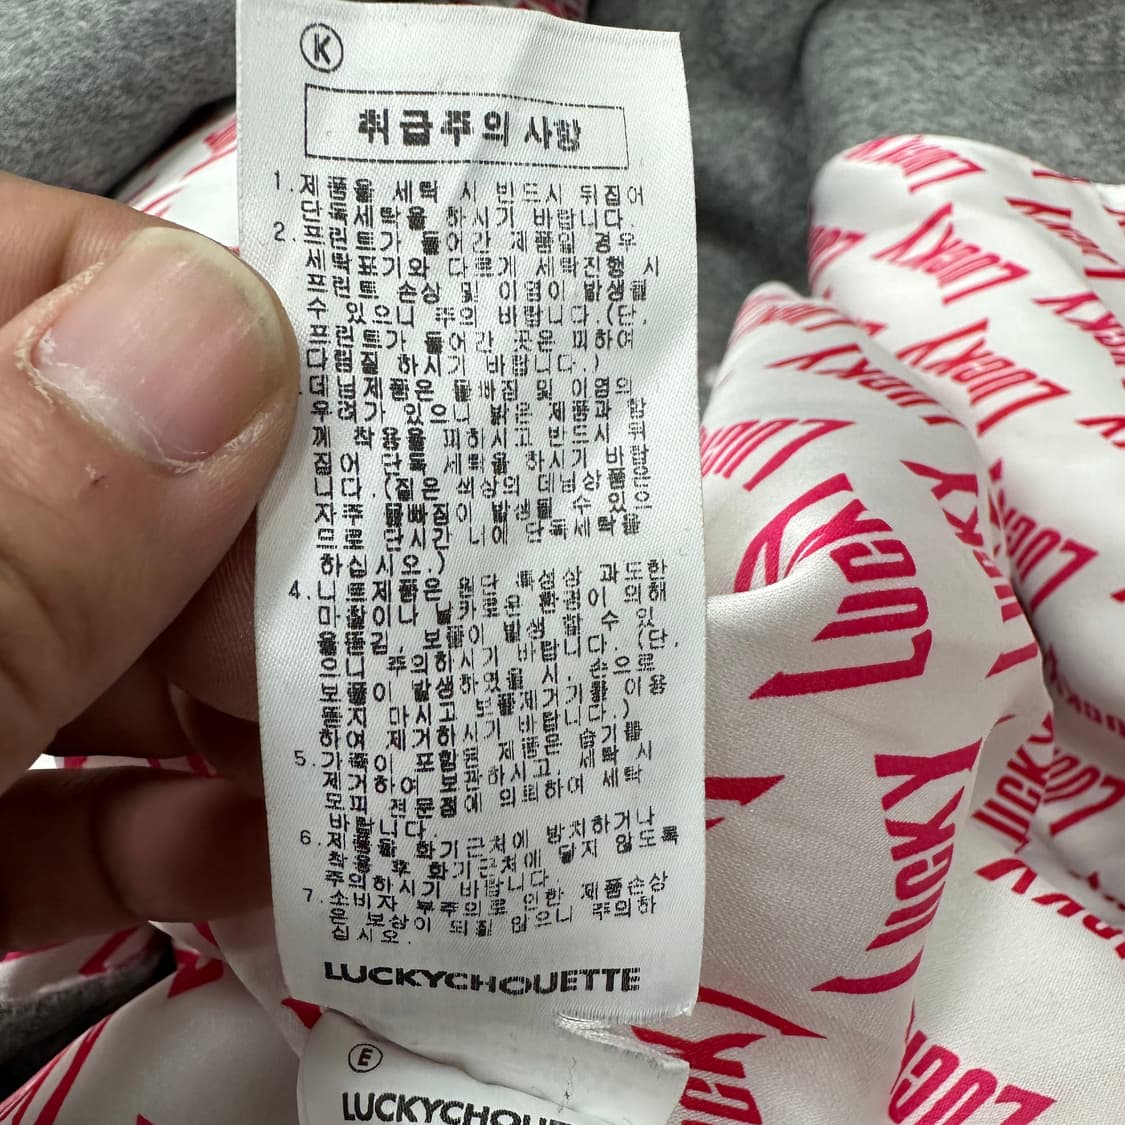 K
취급주의 사항
1.제품을 세탁 시 반드시 뒤집어
단독세탁을 하시기 바랍니다.
2.프린트가 들어간 제품일 경우
세탁표기와 다르게 세탁진행 시
프린트 손상 및 이염이 발생될
수 있으니 주의 바랍니다.(단,
프린트가 들어간 곳은 피하여
다림질 하시기 바랍니다.)
데님제품은 물빠짐 및 이염의
우려가 있으니 밝은 제품과 함
께 착용을 피하시고 반드시 뒤
집어 단독 세탁을 하시기 바랍
니다.(짙은 색상의 데님상품은
자주 물빠짐이 발생될 수 있으
므로 단시간 내에 단독세탁을
하십시오.)
4.니트제품은 원단 특성상 과도한
마찰이나 날카로운 환경에 의해
올뜯김, 보풀이 발생 할 수 있
으니 주의하시기 바랍니다. (단,
보풀이 발생하였을 시, 손으로
뜯지 마시고 보풀제거기를 이용
하여 제거하시기 바랍니다.)
5.가죽이 포함된 제품은 습기를
제거하여 보관하시고, 세탁 시
모피 전문점에 의뢰하여 세탁
바랍니다.
6.제품을 화기근처에 방치하거나
착용 후 화기근처에 닿지 않도록
주의하시기 바랍니다.
7.소비자 부주의로 인한 제품손상
은 보상이 되질 않으니 주의하
십시오.
LUCKYCHOUETTE
E
LUCKYCHOUETTE
LUCKY
LUCKY
LUCKY
LUCKY
LUCKY
LUCKY
LUCKY